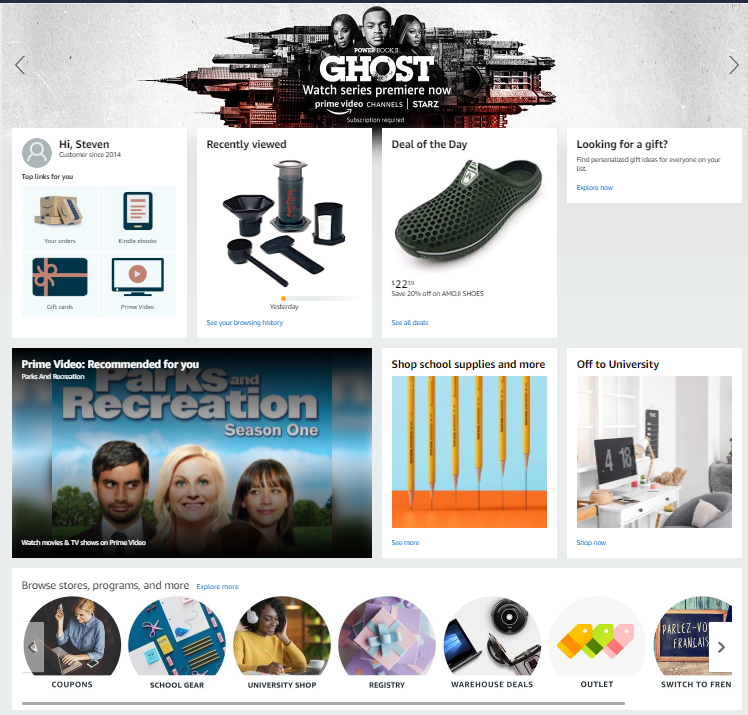 POWER BOOK II:
GHOST
Watch series premiere now
prime video CHANNELS | STARZ
Subscription required
Hi, Steven
Customer since 2014
Top links for you
Your orders
Kindle ebooks
Gift cards
Prime Video
Recently viewed
AeroPress
Yesterday
See your browsing history
Deal of the Day
$22 39
Save 20% off on AMOJI SHOES
See all deals
Looking for a gift?
Find personalized gift ideas for everyone on your
list.
Explore now
Prime Video: Recommended for you
Parks And Recreation
Parks and
Recreation
Season One
Watch movies & TV shows on Prime Video
Shop school supplies and more
See more
Off to University
4 18
Shop now
Browse stores, programs, and more Explore more
PARLEZ-VO
FRANÇAIS
COUPONS
SCHOOL GEAR
UNIVERSITY SHOP
REGISTRY
WAREHOUSE DEALS
OUTLET
SWITCH TO FREN